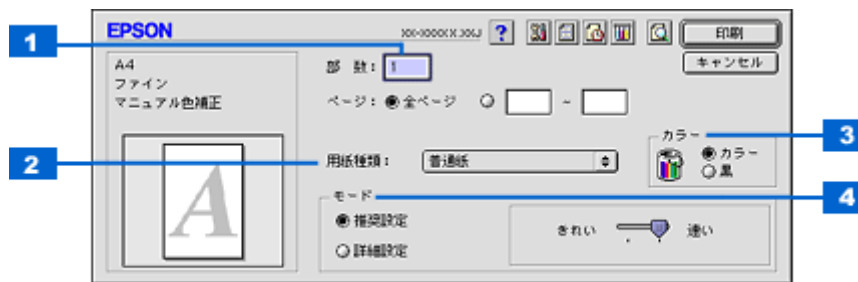 EPSON
XX-XXXXX X.XXJ
?
印刷
キャンセル
A4
ファイン
マニュアル色補正
部 数:
1
ページ: 全ページ ~
用紙種類: 普通紙
カラー
カラー
黒
モード
推奨設定
詳細設定
きれい 速い
A
1
2
3
4